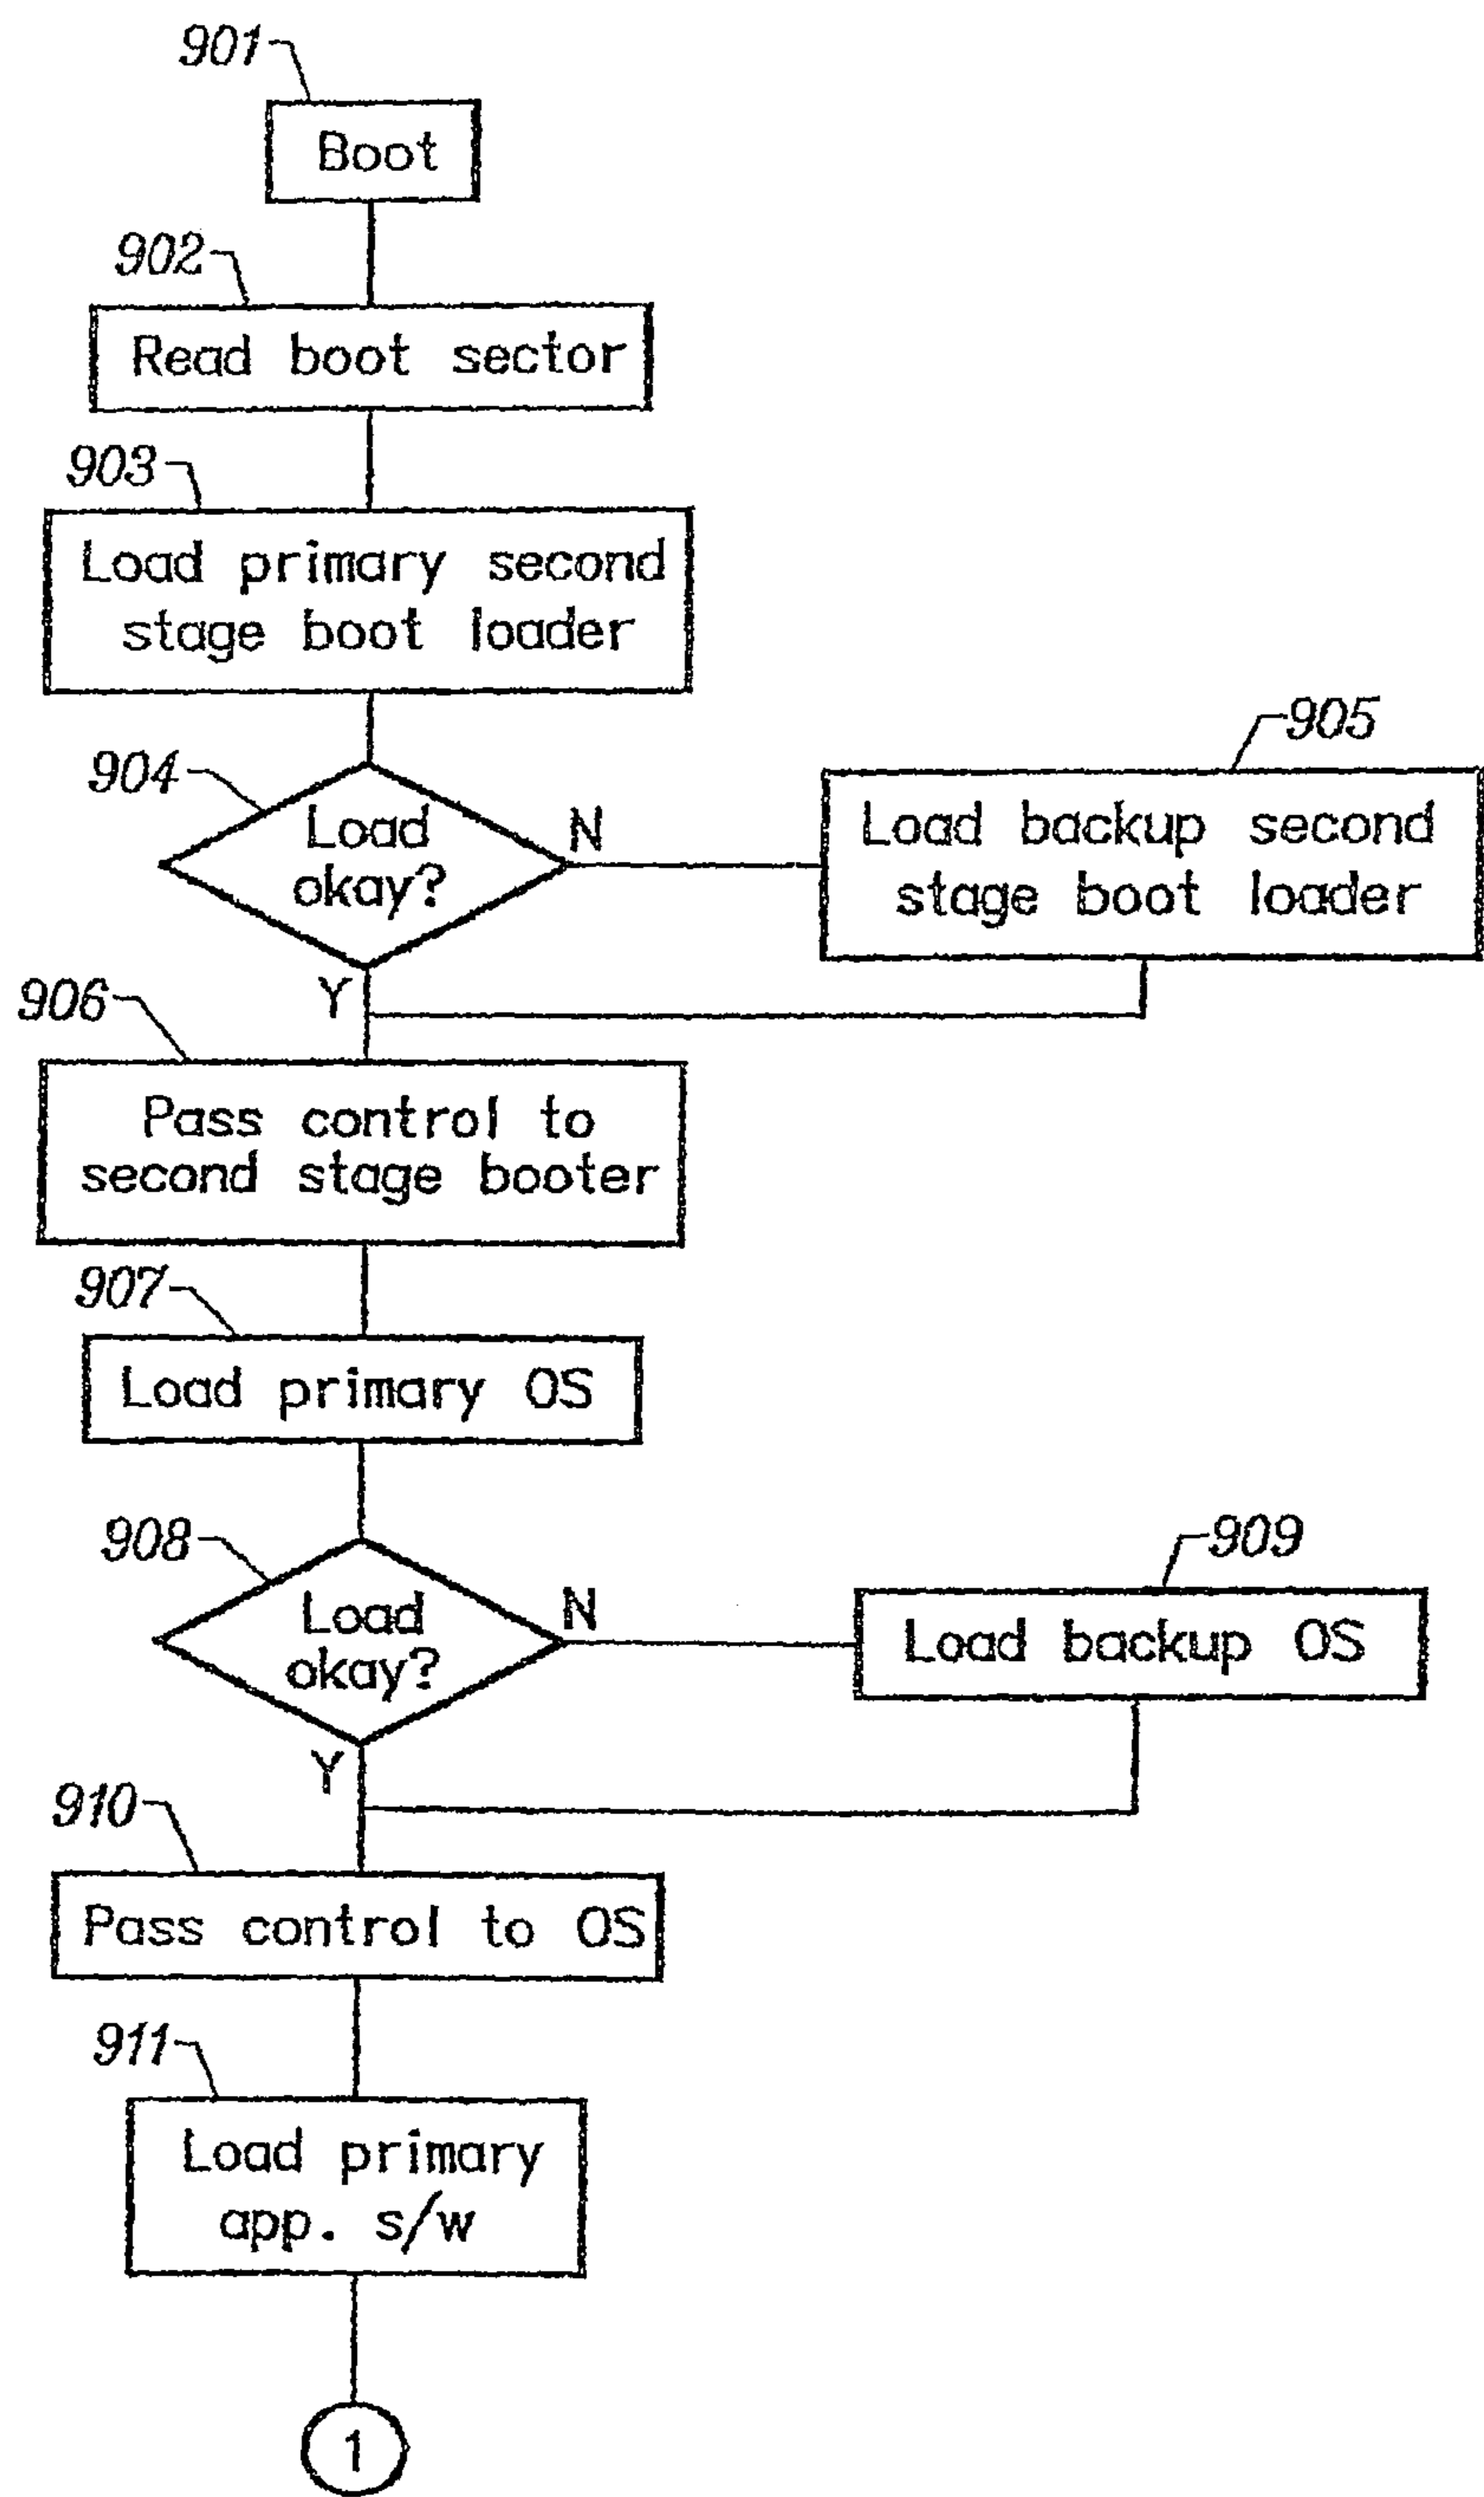 901
Boot
902
Read boot sector
903
Load primary second
stage boot loader
904
Load
okay?
N
905
Load backup second
stage boot loader
Y
906
Pass control to
second stage booter
907
Load primary OS
908
Load
okay?
N
909
Load backup OS
Y
910
Pass control to OS
911
Load primary
app. s/w
1